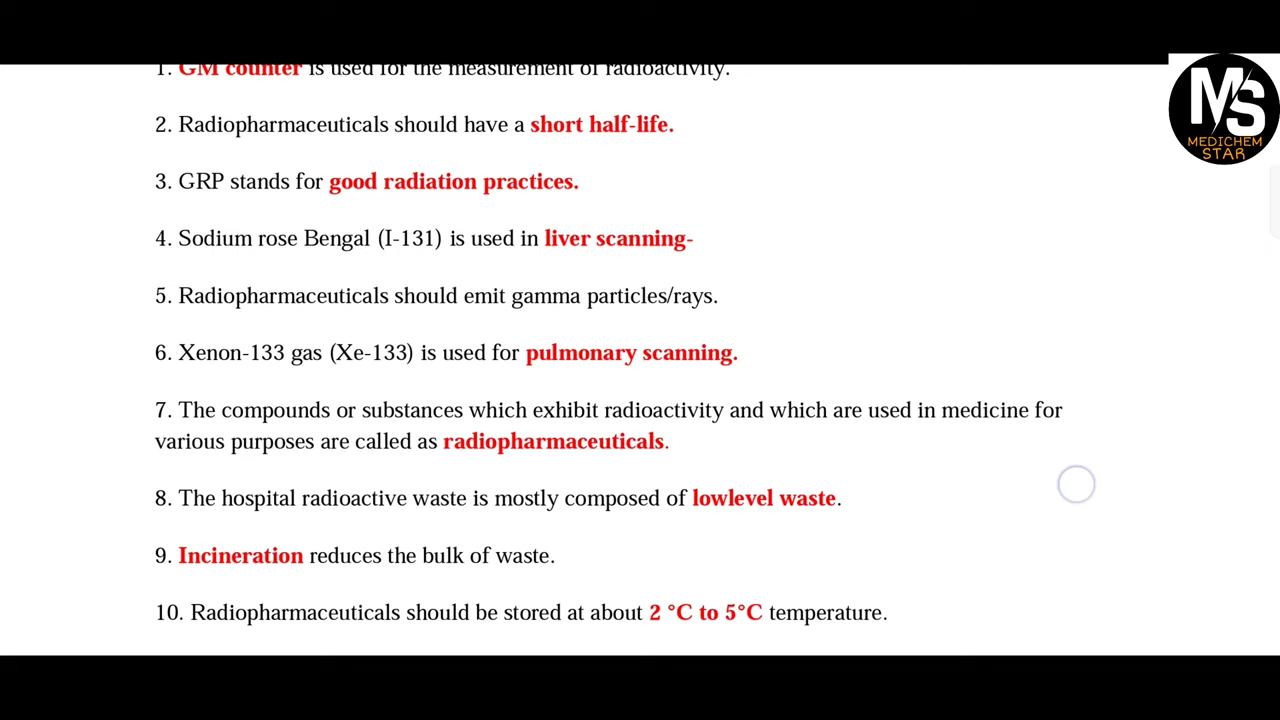 1. GM counter is used for the measurement of radioactivity.
2. Radiopharmaceuticals should have a short half-life.
3. GRP stands for good radiation practices.
4. Sodium rose Bengal (I-131) is used in liver scanning-
5. Radiopharmaceuticals should emit gamma particles/rays.
6. Xenon-133 gas (Xe-133) is used for pulmonary scanning.
7. The compounds or substances which exhibit radioactivity and which are used in medicine for
various purposes are called as radiopharmaceuticals.
8. The hospital radioactive waste is mostly composed of lowlevel waste.
9. Incineration reduces the bulk of waste.
10. Radiopharmaceuticals should be stored at about 2 °C to 5°C temperature.
MS
MEDICHEM
STAR